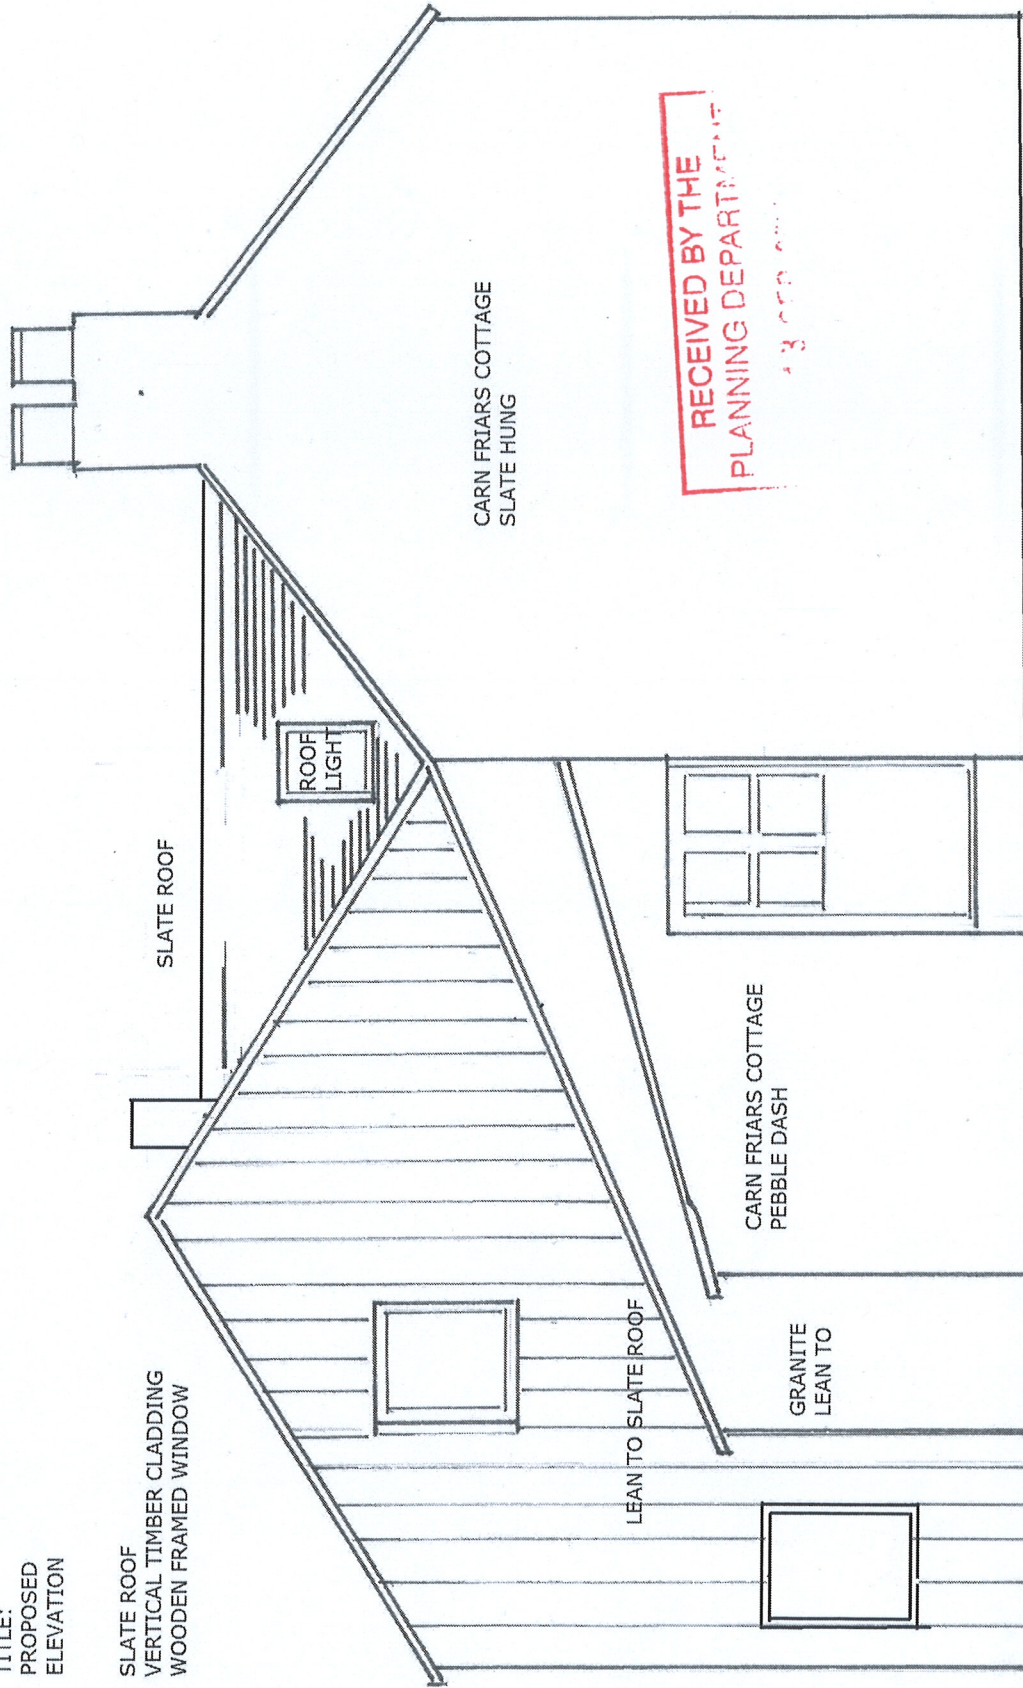 TITLE:
PROPOSED
ELEVATION
SLATE ROOF
VERTICAL TIMBER CLADDING
WOODEN FRAMED WINDOW
SLATE ROOF
ROOF
LIGHT
CARN FRIARS COTTAGE
SLATE HUNG
LEAN TO SLATE ROOF
RECEIVED BY THE
PLANNING DEPARTMENT
CARN FRIARS COTTAGE
PEBBLE DASH
GRANITE
LEAN TO